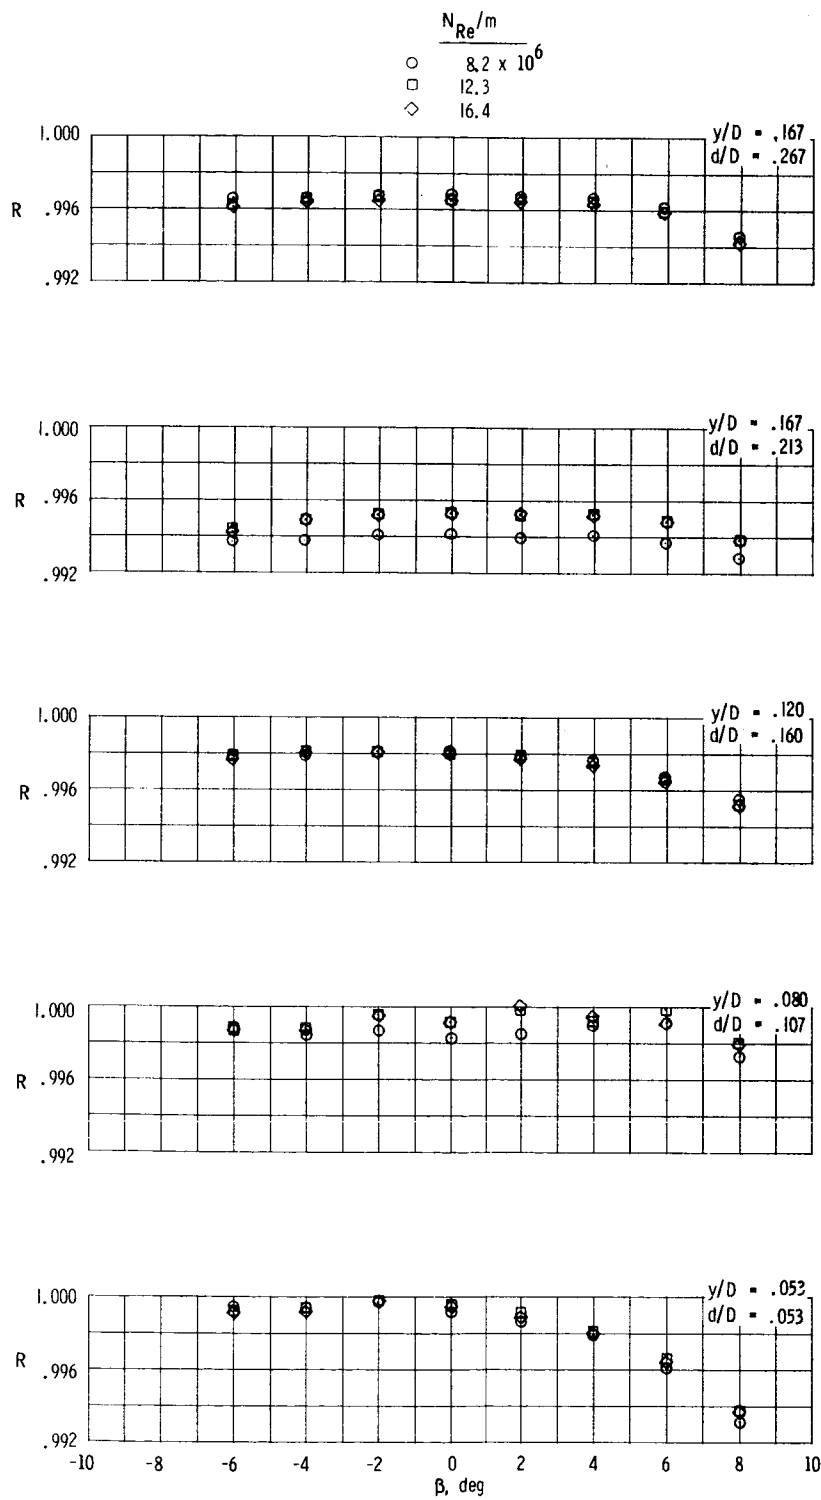 N_Re/m
○ 8.2 x 10^6
□ 12.3
◇ 16.4
y/D = .167
d/D = .267
1.000
R .996
.992
y/D = .167
d/D = .213
1.000
R .996
.992
y/D = .120
d/D = .160
1.000
R .996
.992
y/D = .080
d/D = .107
1.000
R .996
.992
y/D = .053
d/D = .053
1.000
R .996
.992
-10 -8 -6 -4 -2 0 2 4 6 8 10
β, deg